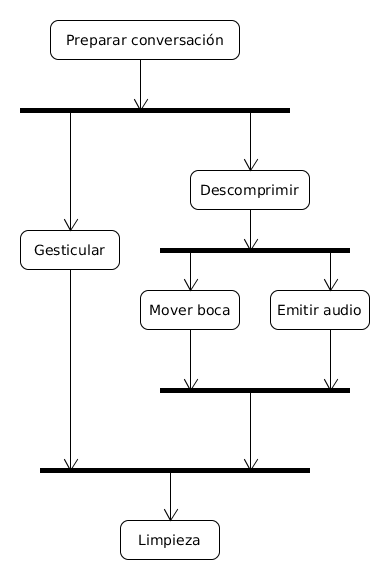 Preparar conversación
Descomprimir
Gesticular
Mover boca
Emitir audio
Limpieza